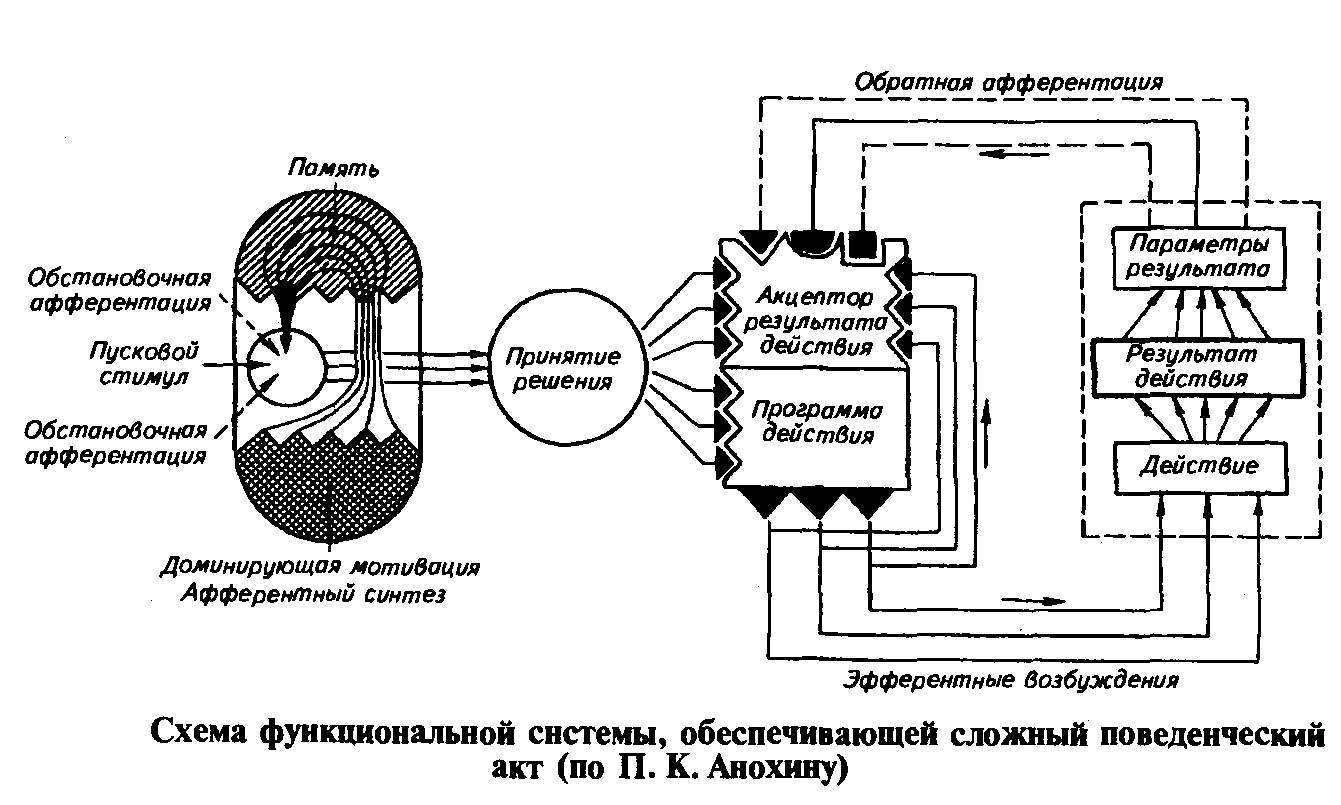 Обратная афферентация
Память
Обстановочная
афферентация
Пусковой
стимул
Обстановочная
афферентация
Доминирующая мотивация
Афферентный синтез
Принятие
решения
Акцептор
результата
действия
Программа
действия
Параметры
результата
Результат
действия
Действие
Эфферентные возбуждения
Схема функциональной системы, обеспечивающей сложный поведенческий
акт (по П. К. Анохину)